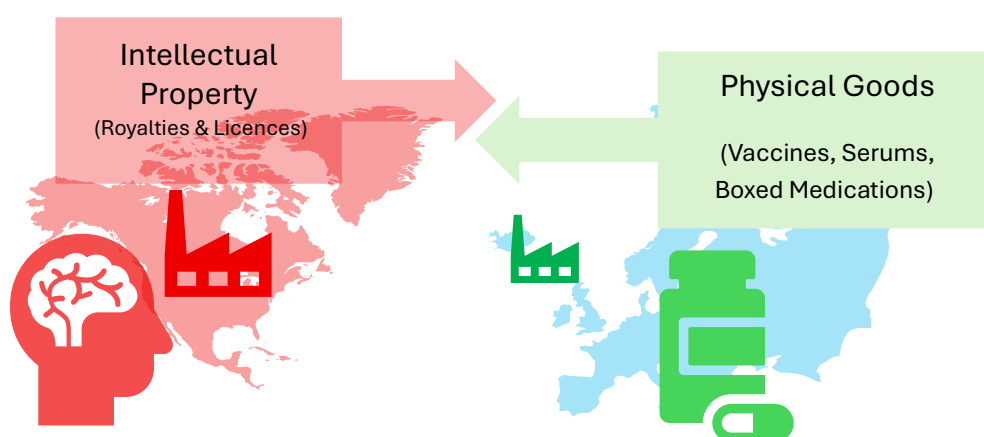 Intellectual
Property
(Royalties & Licences)
Physical Goods
(Vaccines, Serums,
Boxed Medications)